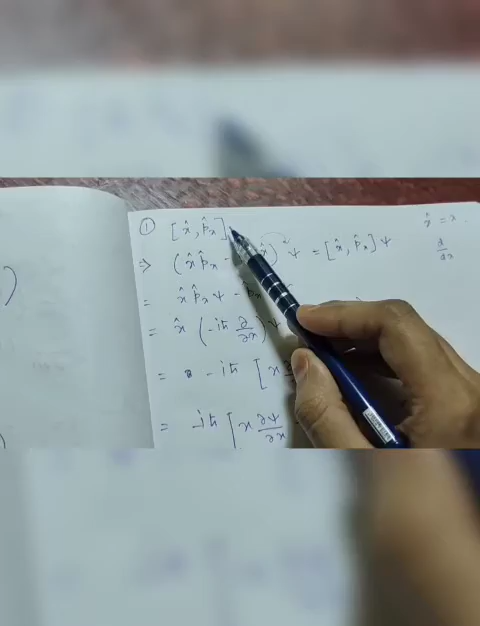 ① [x̂, p̂ₓ]
x̂ = x
⇒ (x̂ p̂ₓ - x̂) ψ = [x̂, p̂ₓ] ψ
∂/∂x
= x̂ p̂ₓ ψ - p̂ₓ
= x̂ (-iħ ∂/∂x) ψ
= -iħ [x
= -iħ [x ∂ψ/∂x